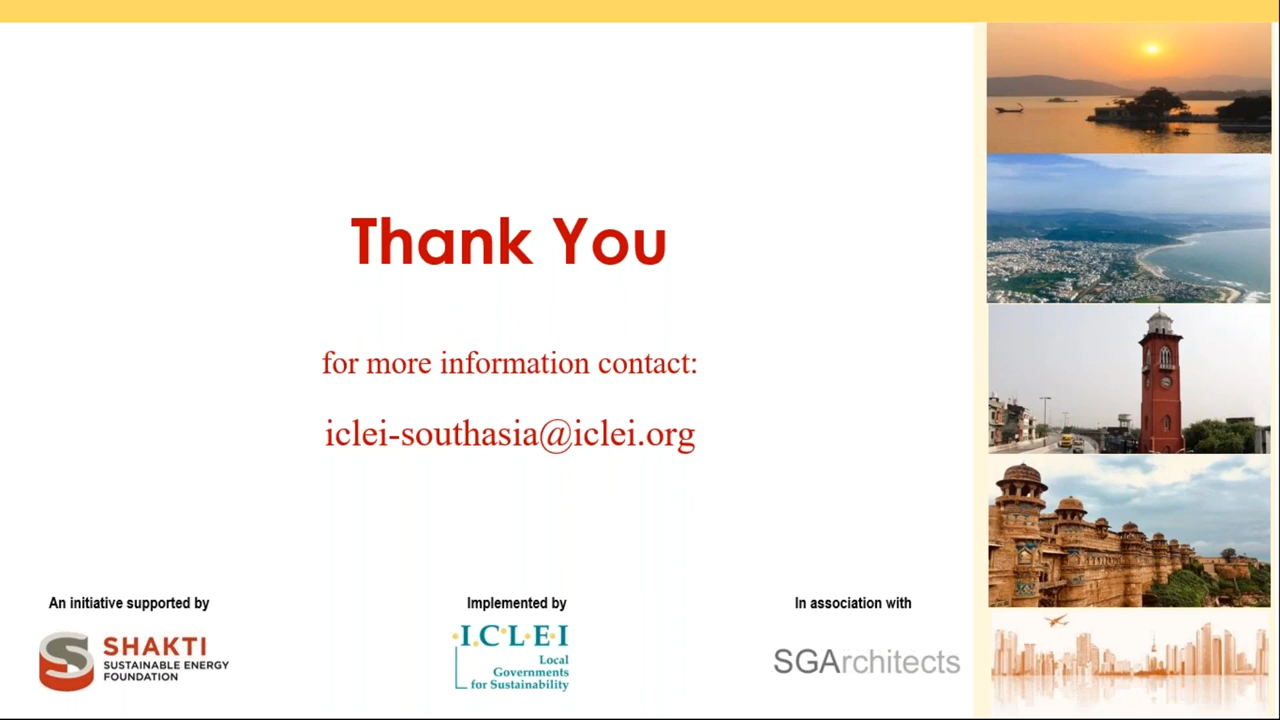 Thank You
for more information contact:
iclei-southasia@iclei.org
An initiative supported by
SHAKTI
SUSTAINABLE ENERGY
FOUNDATION
Implemented by
I.C.L.E.I
Local
Governments
for Sustainability
In association with
SGArchitects